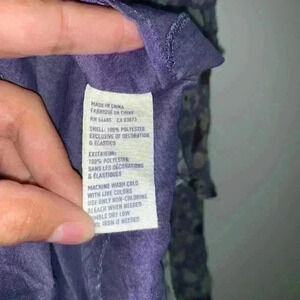 MADE IN CHINA
FABRIQUÉ EN CHINE
RN 54485 CA 03073
SHELL: 100% POLYESTER
EXCLUSIVE OF DECORATION
& ELASTICS
EXTÉRIEUR:
100% POLYESTER
SANS LES DÉCORATIONS
& ÉLASTIQUES
MACHINE WASH COLD
WITH LIKE COLORS
USE ONLY NON-CHLORINE
BLEACH WHEN NEEDED
TUMBLE DRY LOW
IRON IF NEEDED